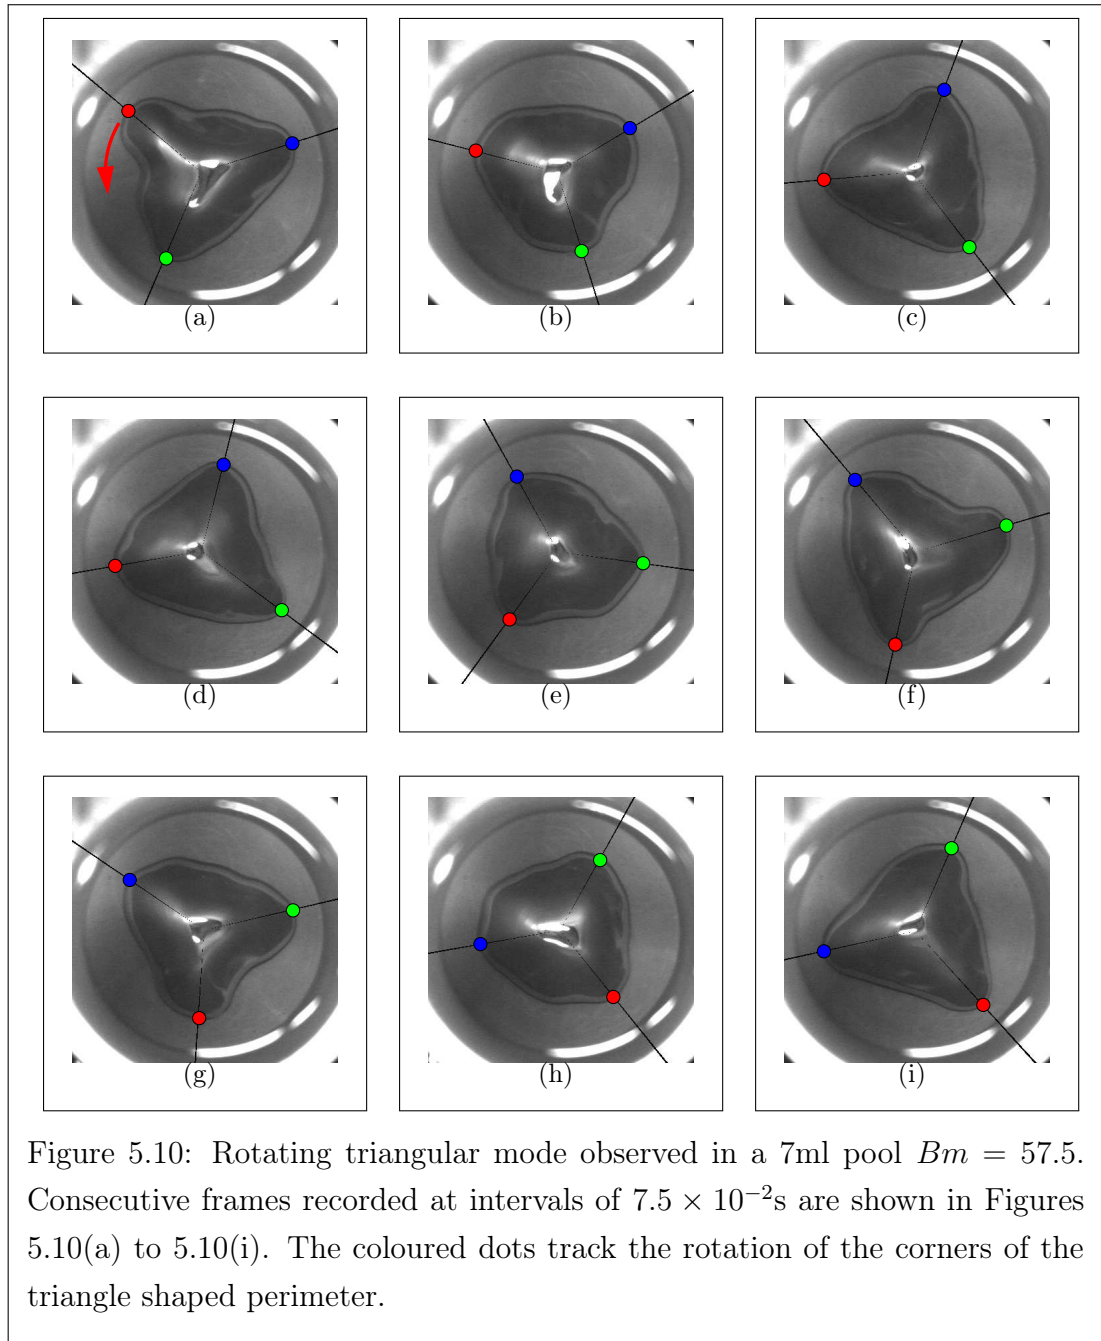 (a)
(b)
(c)
(d)
(e)
(f)
(g)
(h)
(i)
Figure 5.10: Rotating triangular mode observed in a 7ml pool Bm = 57.5.
Consecutive frames recorded at intervals of 7.5 × 10⁻²s are shown in Figures
5.10(a) to 5.10(i). The coloured dots track the rotation of the corners of the
triangle shaped perimeter.